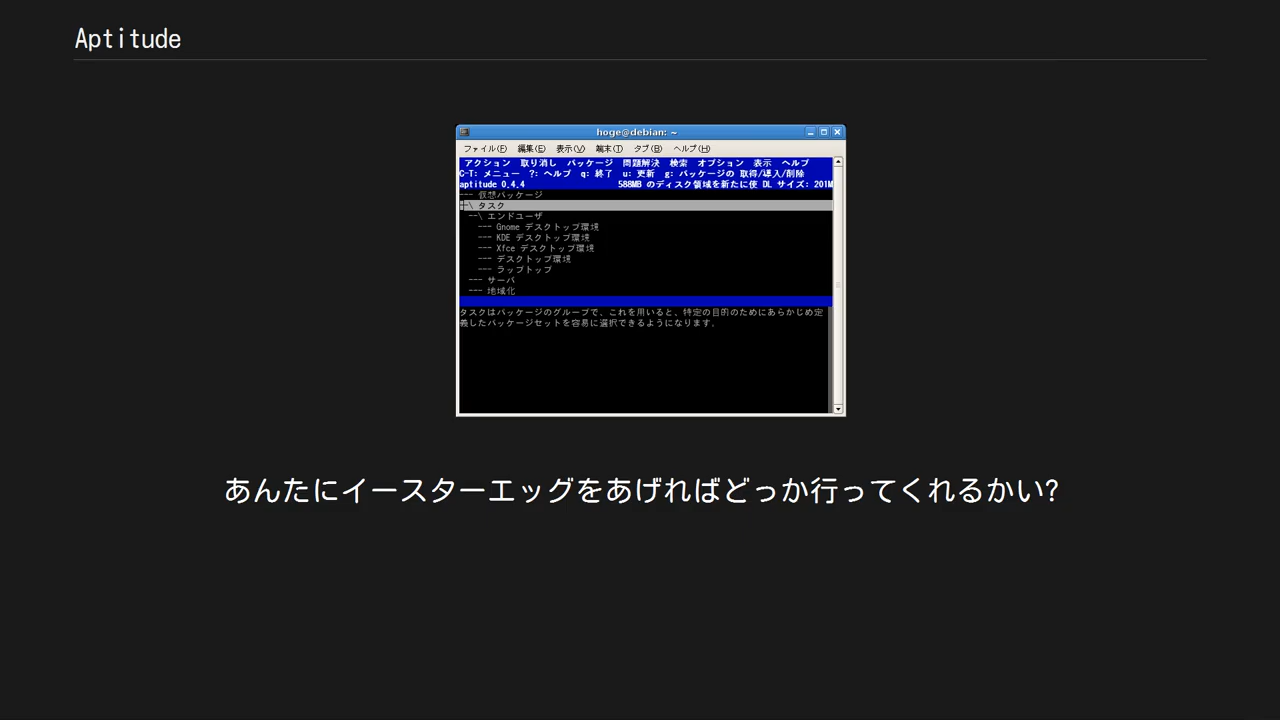 Aptitude
hoge@debian: ~
ファイル(F) 編集(E) 表示(V) 端末(T) タブ(B) ヘルプ(H)
アクション 取り消し パッケージ 問題解決 検索 オプション 表示 ヘルプ
C-T: メニュー ?: ヘルプ q: 終了 u: 更新 g: パッケージの 取得/導入/削除
aptitude 0.4.4 588MB のディスク領域を新たに使 DL サイズ: 201M
--- 仮想パッケージ
--\ タスク
--\ エンドユーザ
--- Gnome デスクトップ環境
--- KDE デスクトップ環境
--- Xfce デスクトップ環境
--- デスクトップ環境
--- ラップトップ
--- サーバ
--- 地域化
タスクはパッケージのグループで、これを用いると、特定の目的のためにあらかじめ定
義したパッケージセットを容易に選択できるようになります。
あんたにイースターエッグをあげればどっか行ってくれるかい?